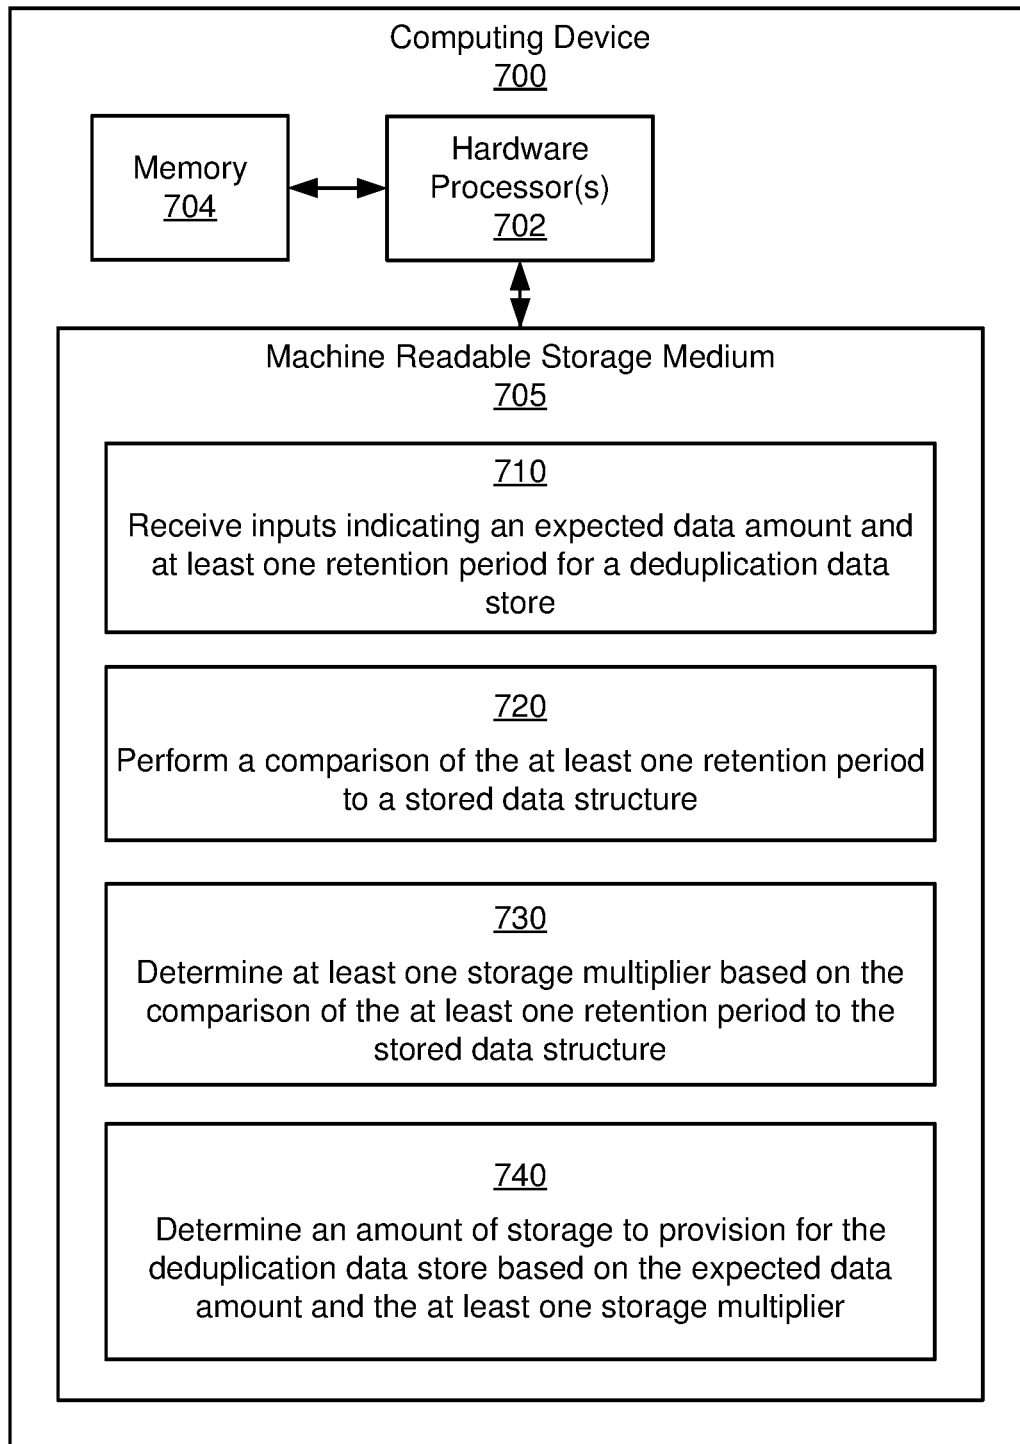 Computing Device
700
Memory
704
Hardware
Processor(s)
702
Machine Readable Storage Medium
705
710
Receive inputs indicating an expected data amount and
at least one retention period for a deduplication data
store
720
Perform a comparison of the at least one retention period
to a stored data structure
730
Determine at least one storage multiplier based on the
comparison of the at least one retention period to the
stored data structure
740
Determine an amount of storage to provision for the
deduplication data store based on the expected data
amount and the at least one storage multiplier